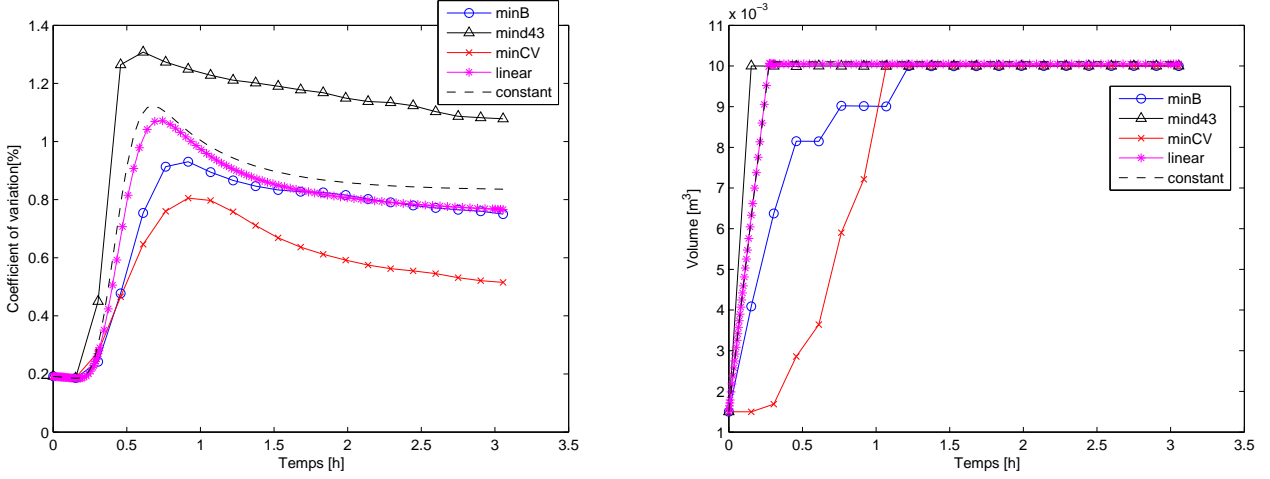 1.4
1.2
1
0.8
0.6
0.4
0.2
0
Coefficient of variation[%]
0
0.5
1
1.5
2
2.5
3
3.5
Temps [h]
minB
mind43
minCV
linear
constant
x 10⁻³
11
10
9
8
7
6
5
4
3
2
1
Volume [m³]
0
0.5
1
1.5
2
2.5
3
3.5
Temps [h]
minB
mind43
minCV
linear
constant